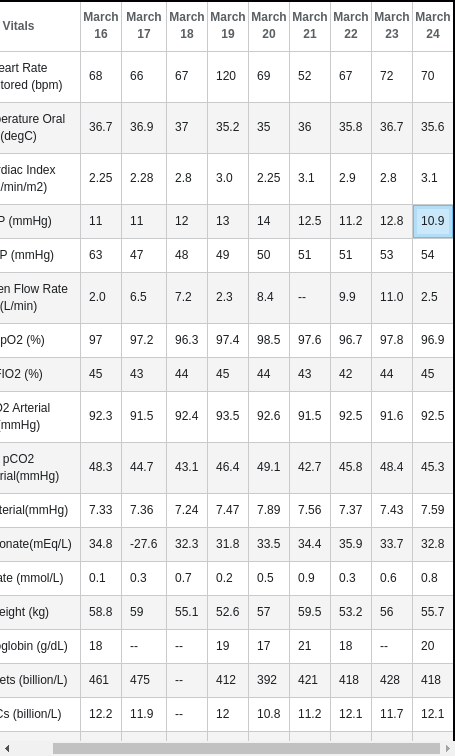 Vitals March 16 March 17 March 18 March 19 March 20 March 21 March 22 March 23 March 24
eart Rate
tored (bpm) 68 66 67 120 69 52 67 72 70
erature Oral
(degC) 36.7 36.9 37 35.2 35 36 35.8 36.7 35.6
diac Index
/min/m2) 2.25 2.28 2.8 3.0 2.25 3.1 2.9 2.8 3.1
P (mmHg) 11 11 12 13 14 12.5 11.2 12.8 10.9
P (mmHg) 63 47 48 49 50 51 51 53 54
en Flow Rate
(L/min) 2.0 6.5 7.2 2.3 8.4 -- 9.9 11.0 2.5
pO2 (%) 97 97.2 96.3 97.4 98.5 97.6 96.7 97.8 96.9
FIO2 (%) 45 43 44 45 44 43 42 44 45
O2 Arterial
(mmHg) 92.3 91.5 92.4 93.5 92.6 91.5 92.5 91.6 92.5
pCO2
rial(mmHg) 48.3 44.7 43.1 46.4 49.1 42.7 45.8 48.4 45.3
terial(mmHg) 7.33 7.36 7.24 7.47 7.89 7.56 7.37 7.43 7.59
onate(mEq/L) 34.8 -27.6 32.3 31.8 33.5 34.4 35.9 33.7 32.8
ate (mmol/L) 0.1 0.3 0.7 0.2 0.5 0.9 0.3 0.6 0.8
eight (kg) 58.8 59 55.1 52.6 57 59.5 53.2 56 55.7
oglobin (g/dL) 18 -- -- 19 17 21 18 -- 20
ets (billion/L) 461 475 -- 412 392 421 418 428 418
Cs (billion/L) 12.2 11.9 -- 12 10.8 11.2 12.1 11.7 12.1